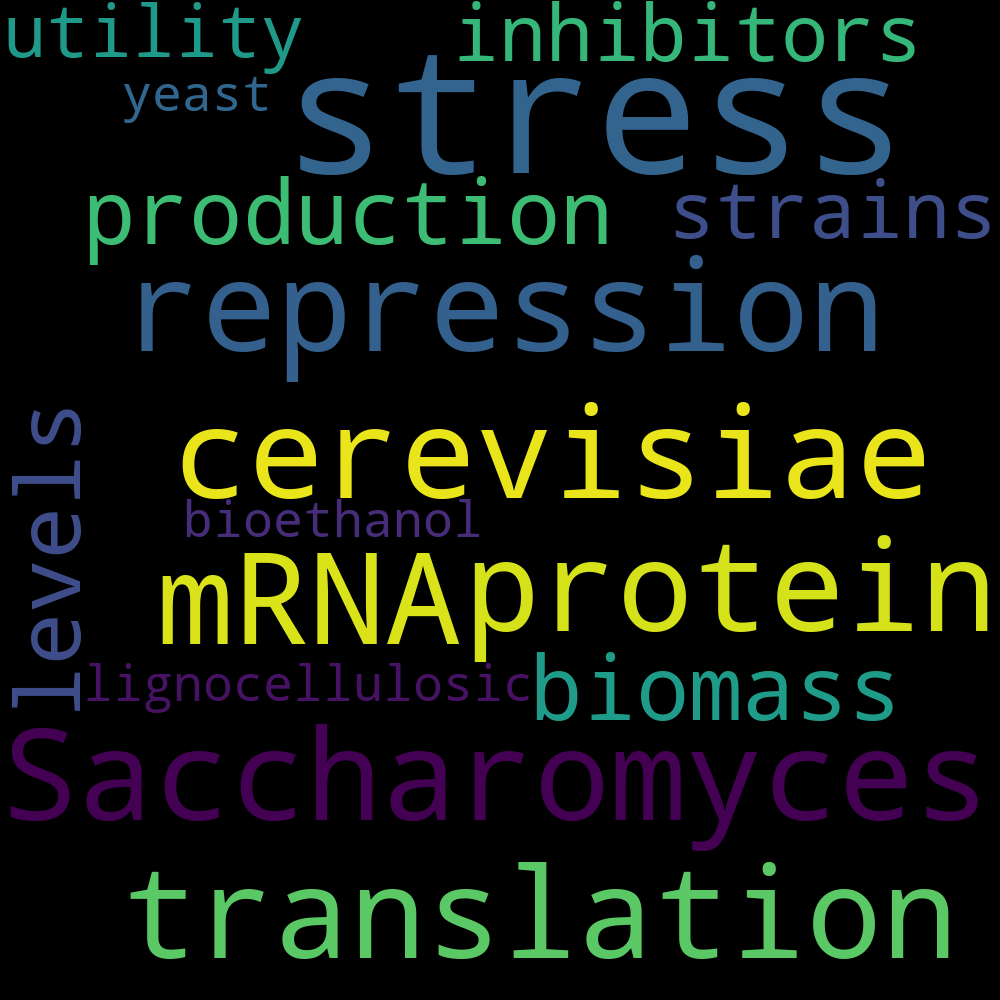 utility inhibitors
yeast stress
production strains
repression
levels
cerevisiae
bioethanol
mRNA protein
lignocellulosic biomass
Saccharomyces
translation